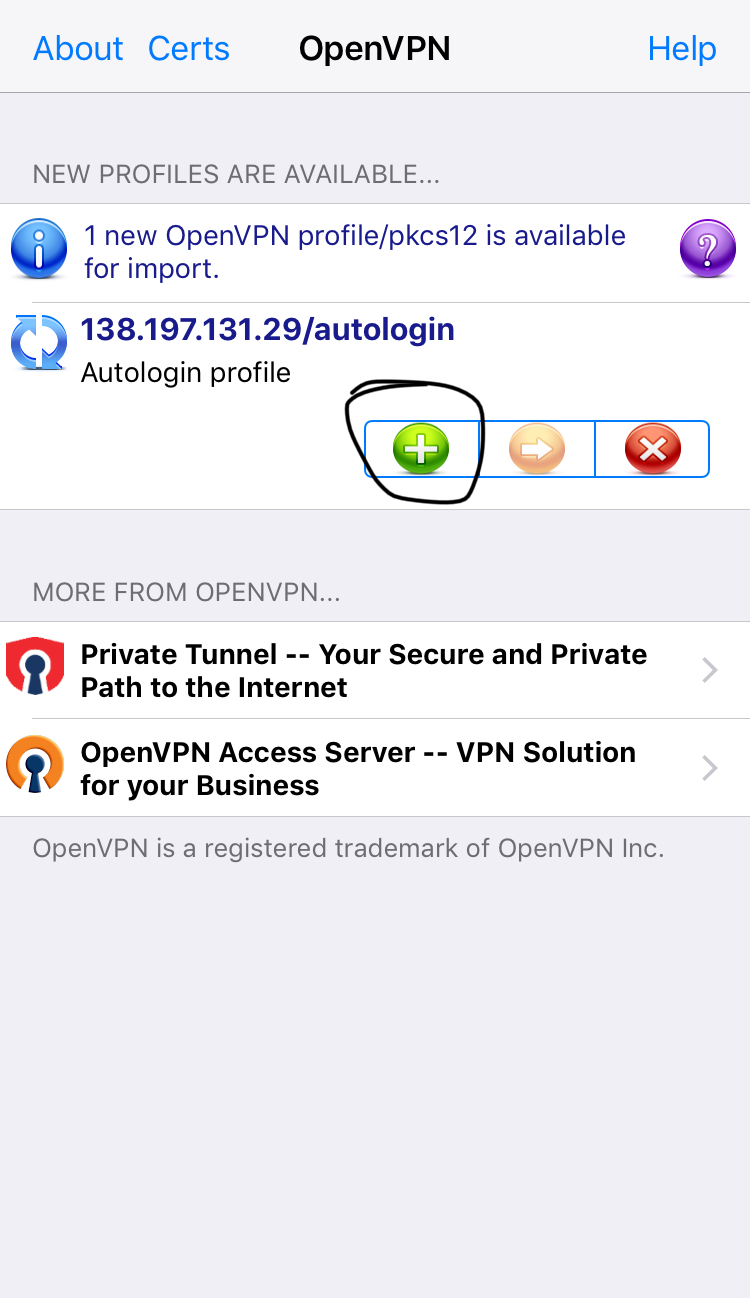 About Certs OpenVPN Help
NEW PROFILES ARE AVAILABLE...
1 new OpenVPN profile/pkcs12 is available
for import.
138.197.131.29/autologin
Autologin profile
MORE FROM OPENVPN...
Private Tunnel -- Your Secure and Private
Path to the Internet
OpenVPN Access Server -- VPN Solution
for your Business
OpenVPN is a registered trademark of OpenVPN Inc.